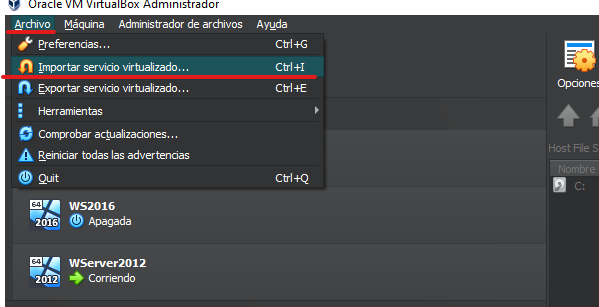 Oracle VM VirtualBox Administrador
Archivo Máquina Administrador de archivos Ayuda
Preferencias... Ctrl+G
Importar servicio virtualizado... Ctrl+I
Exportar servicio virtualizado... Ctrl+E
Herramientas
Comprobar actualizaciones...
Reiniciar todas las advertencias
Quit Ctrl+Q
Opciones
Host File S
Nombre
C:
64
2016
WS2016
Apagada
64
2012
WServer2012
Corriendo